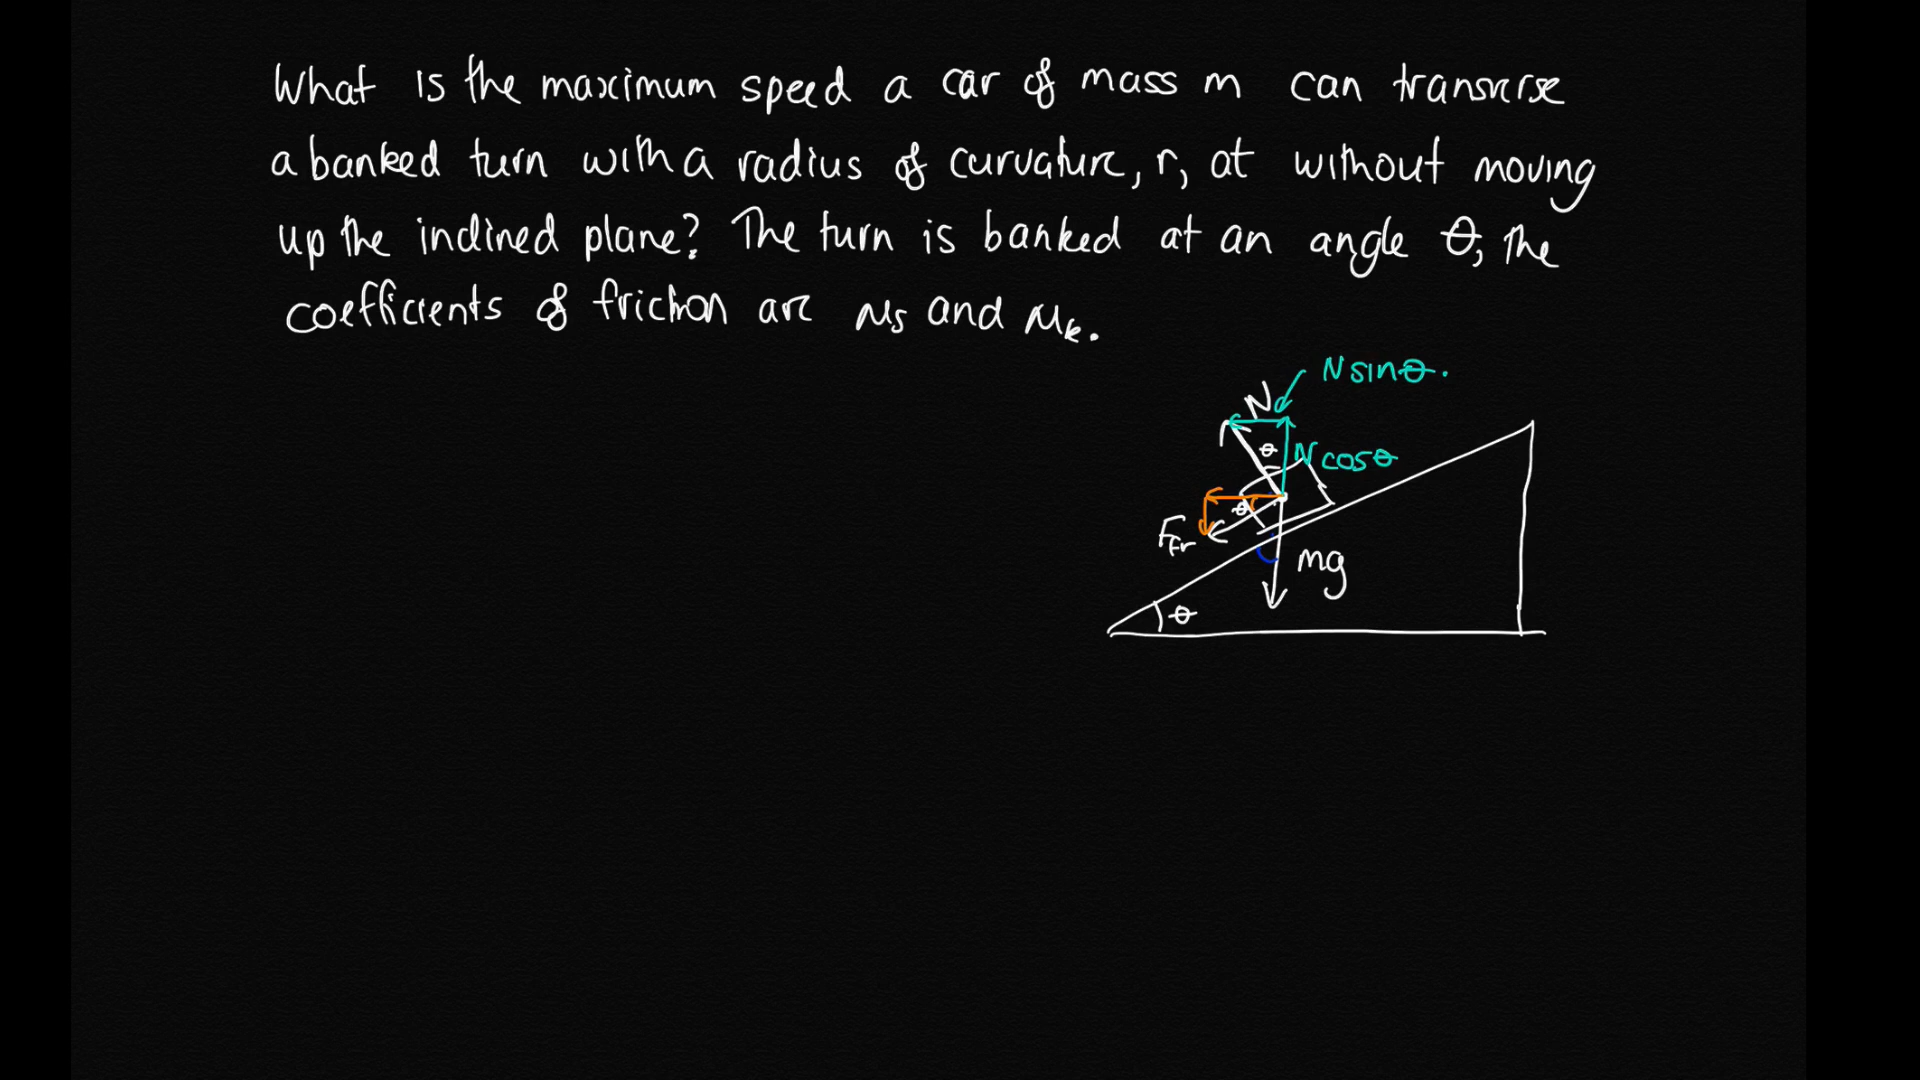 What is the maximum speed a car of mass m can transverse
a banked turn with a radius of curvature, r, at without moving
up the inclined plane? The turn is banked at an angle θ, the
coefficients of friction are μs and μk.
N sinθ.
N
θ
N cosθ
θ
Ffr
mg
θ